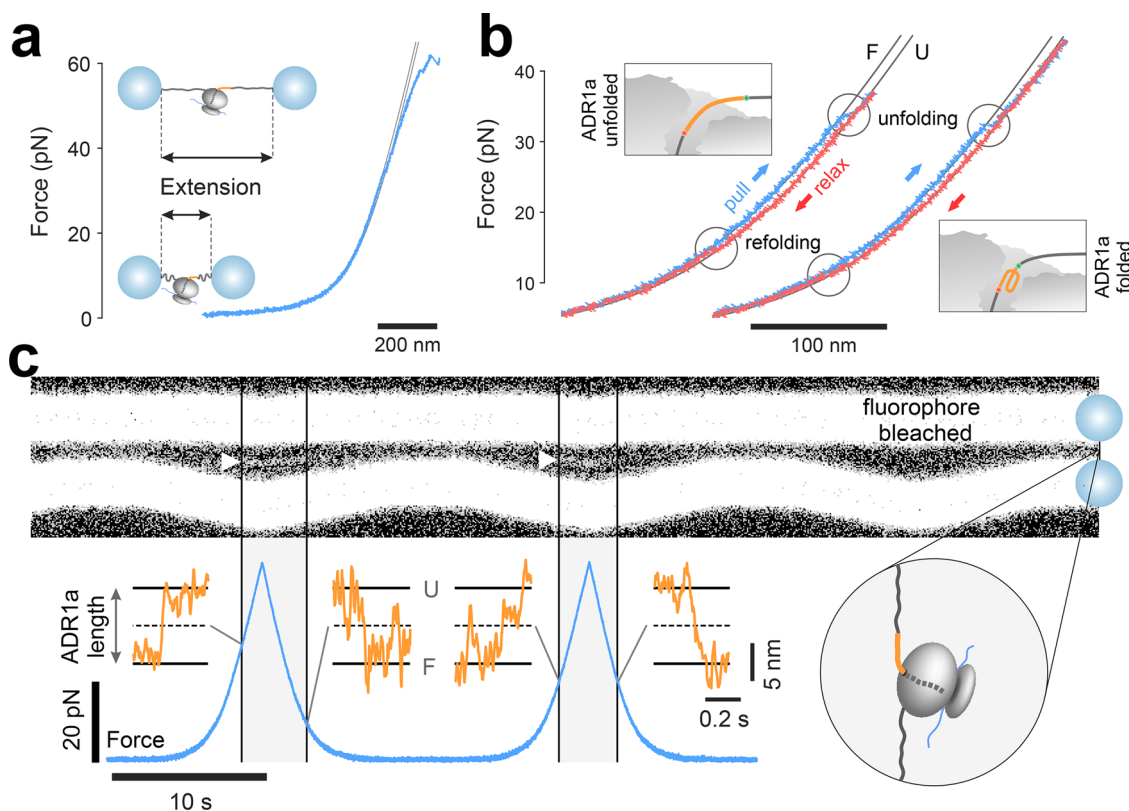 a
Force (pN)
60
40
20
0
Extension
200 nm
b
Force (pN)
40
30
20
10
F
U
ADR1a
unfolded
unfolding
pull
relax
refolding
ADR1a
folded
100 nm
c
fluorophore
bleached
ADR1a
length
U
F
5 nm
0.2 s
20 pN
Force
10 s